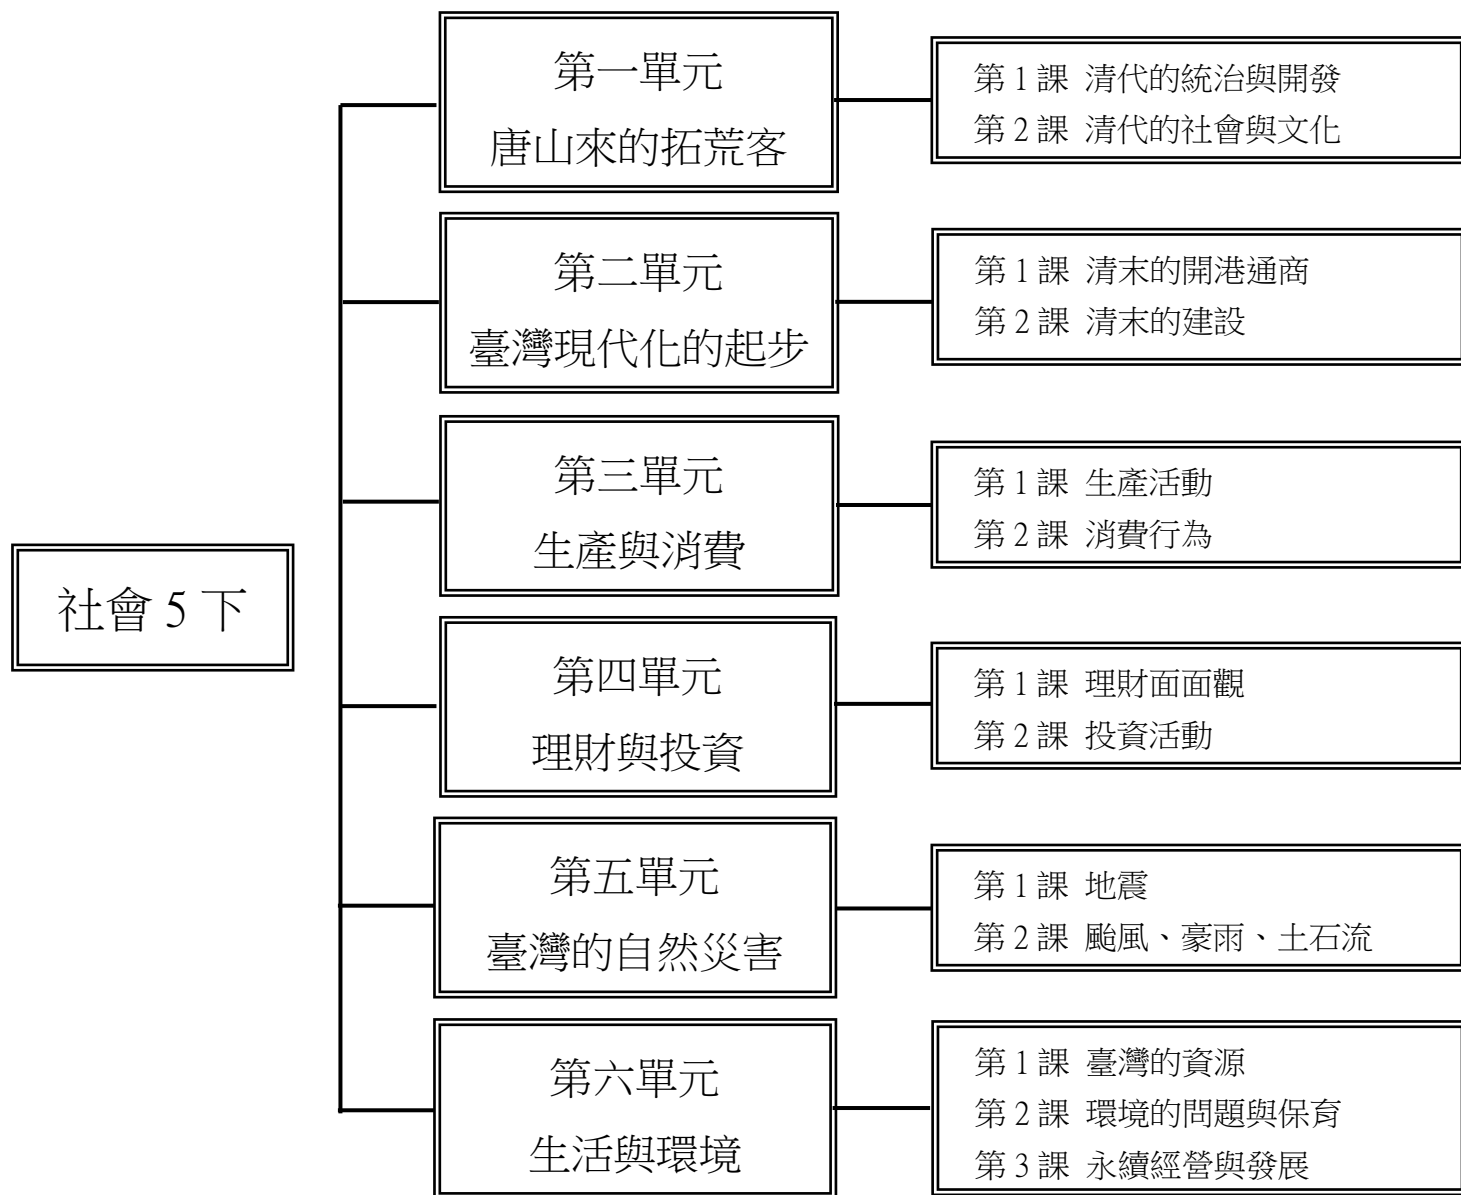 社會 5 下
第一單元
唐山來的拓荒客
第 1 課 清代的統治與開發
第 2 課 清代的社會與文化
第二單元
臺灣現代化的起步
第 1 課 清末的開港通商
第 2 課 清末的建設
第三單元
生產與消費
第 1 課 生產活動
第 2 課 消費行為
第四單元
理財與投資
第 1 課 理財面面觀
第 2 課 投資活動
第五單元
臺灣的自然災害
第 1 課 地震
第 2 課 颱風、豪雨、土石流
第六單元
生活與環境
第 1 課 臺灣的資源
第 2 課 環境的問題與保育
第 3 課 永續經營與發展